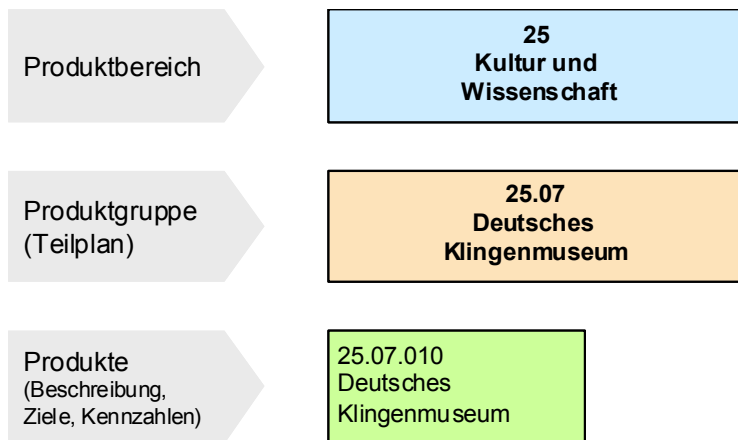 Produktbereich
25
Kultur und
Wissenschaft
Produktgruppe
(Teilplan)
25.07
Deutsches
Klingenmuseum
Produkte
(Beschreibung,
Ziele, Kennzahlen)
25.07.010
Deutsches
Klingenmuseum